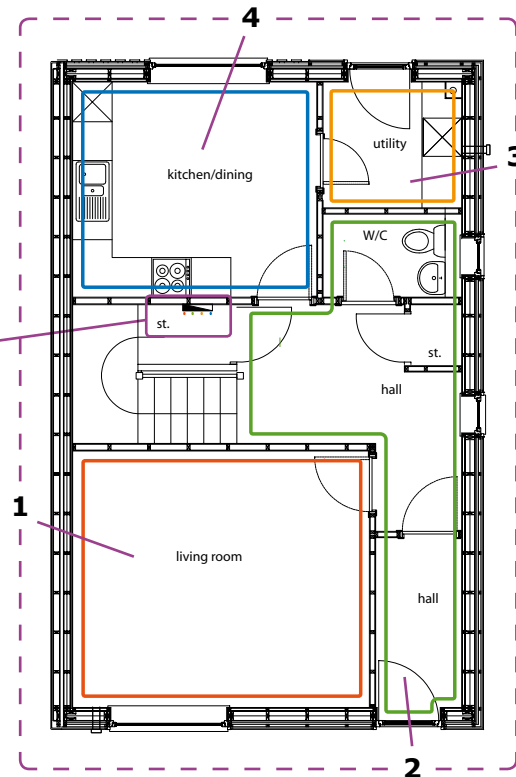 4
utility
3
kitchen/dining
W/C
st.
st.
hall
1
living room
hall
2